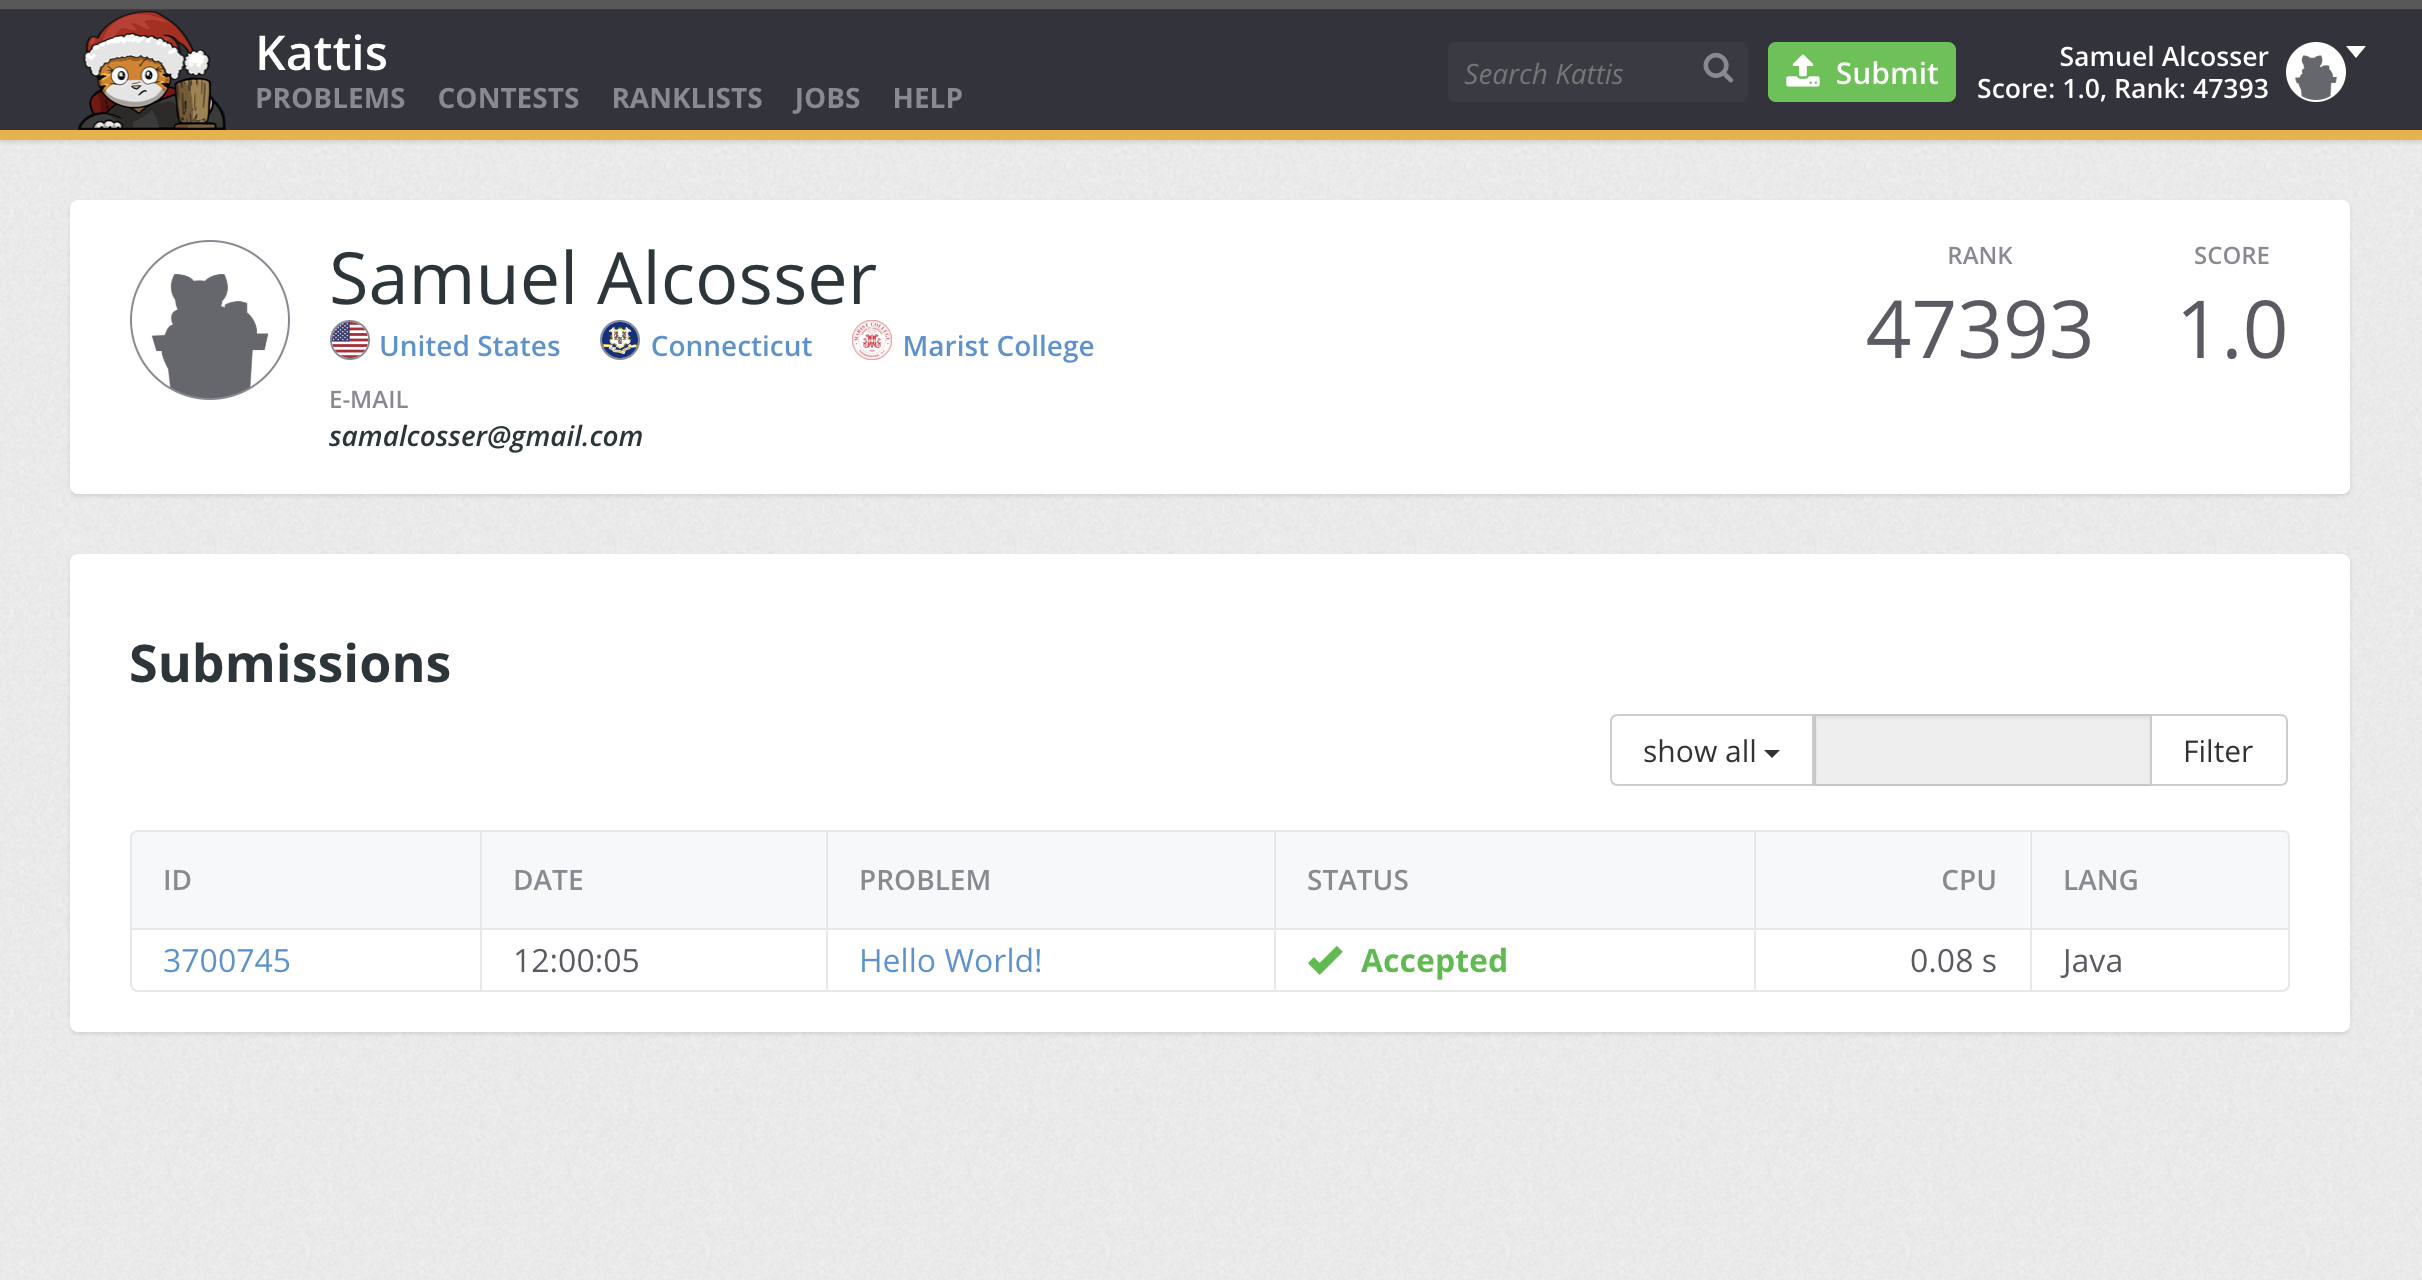 Kattis
PROBLEMS CONTESTS RANKLISTS JOBS HELP
Search Kattis
Submit
Samuel Alcosser
Score: 1.0, Rank: 47393
Samuel Alcosser
United States Connecticut Marist College
E-MAIL
samalcosser@gmail.com
RANK SCORE
47393 1.0
Submissions
show all Filter
ID DATE PROBLEM STATUS CPU LANG
3700745 12:00:05 Hello World! Accepted 0.08 s Java